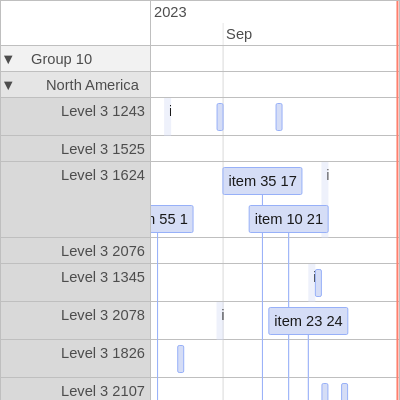 2023
Sep
▼ Group 10
▼ North America
Level 3 1243
i
Level 3 1525
Level 3 1624
item 35 17
i
55 1
item 10 21
Level 3 2076
Level 3 1345
i
Level 3 2078
i
item 23 24
Level 3 1826
Level 3 2107